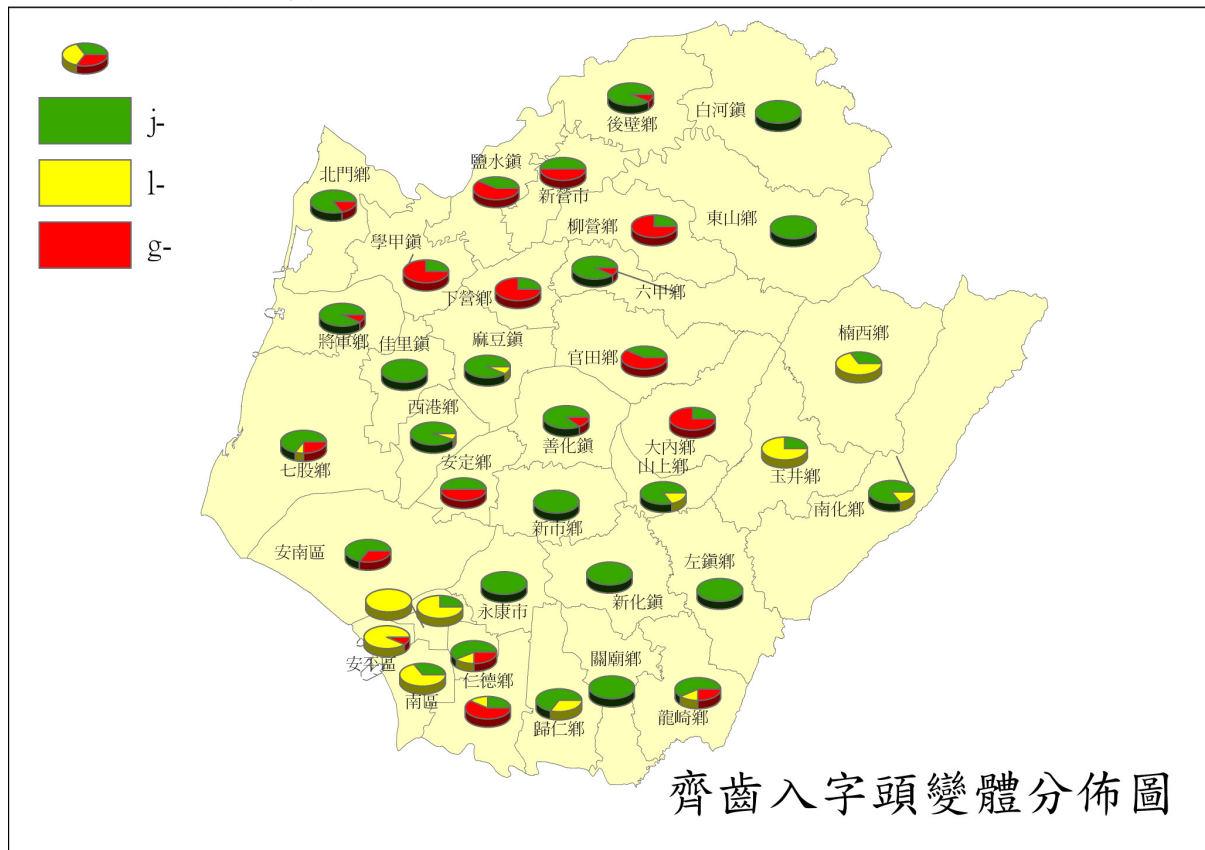 j-
l-
g-
後壁鄉
白河鎮
鹽水鎮
新營市
北門鄉
柳營鄉
東山鄉
學甲鎮
下營鄉
六甲鄉
將軍鄉
佳里鎮
麻豆鎮
官田鄉
楠西鄉
西港鄉
善化鎮
大內鄉
七股鄉
安定鄉
山上鄉
玉井鄉
南化鄉
新市鄉
安南區
永康市
新化鎮
左鎮鄉
安平區
南區
仁德鄉
關廟鄉
歸仁鄉
龍崎鄉
齊齒入字頭變體分佈圖